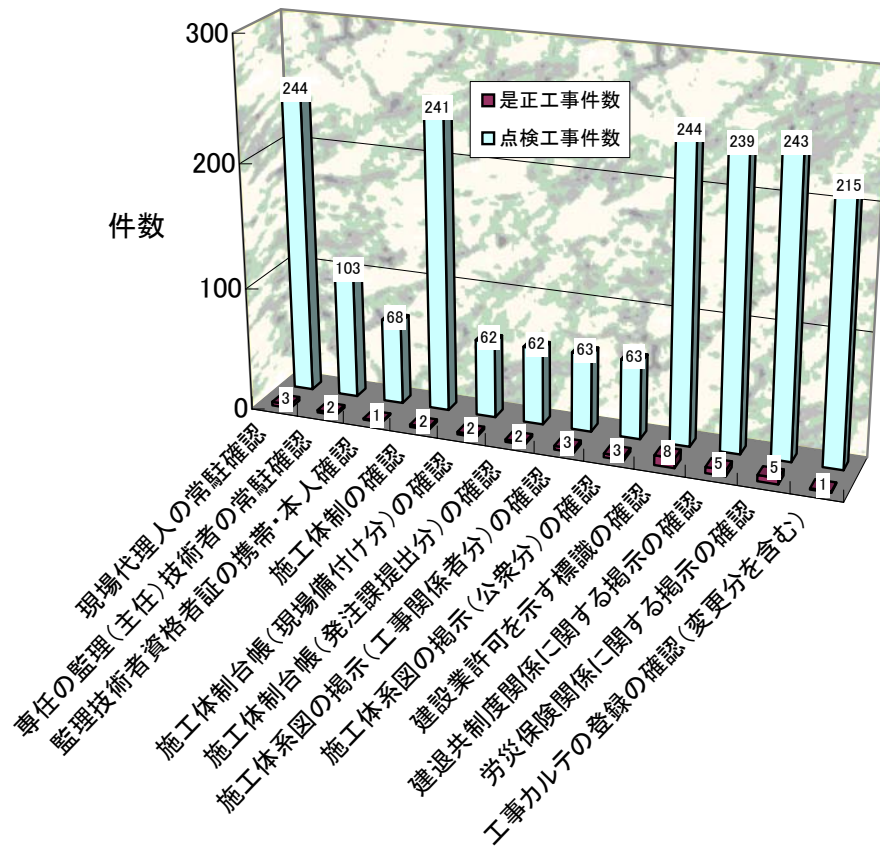 300
200
100
0
件数
是正工事件数
点検工事件数
244
103
68
241
62
62
63
63
244
239
243
215
3
2
1
2
2
2
3
3
8
5
5
1
現場代理人の常駐確認
専任の監理(主任)技術者の常駐確認
監理技術者資格者証の携帯・本人確認
施工体制の確認
施工体制台帳(現場備付け分)の確認
施工体制台帳(発注課提出分)の確認
施工体系図の掲示(工事関係者分)の確認
施工体系図の掲示(公衆分)の確認
建設業許可を示す標識の確認
建退共制度関係に関する掲示の確認
労災保険関係に関する掲示の確認
工事カルテの登録の確認(変更分を含む)